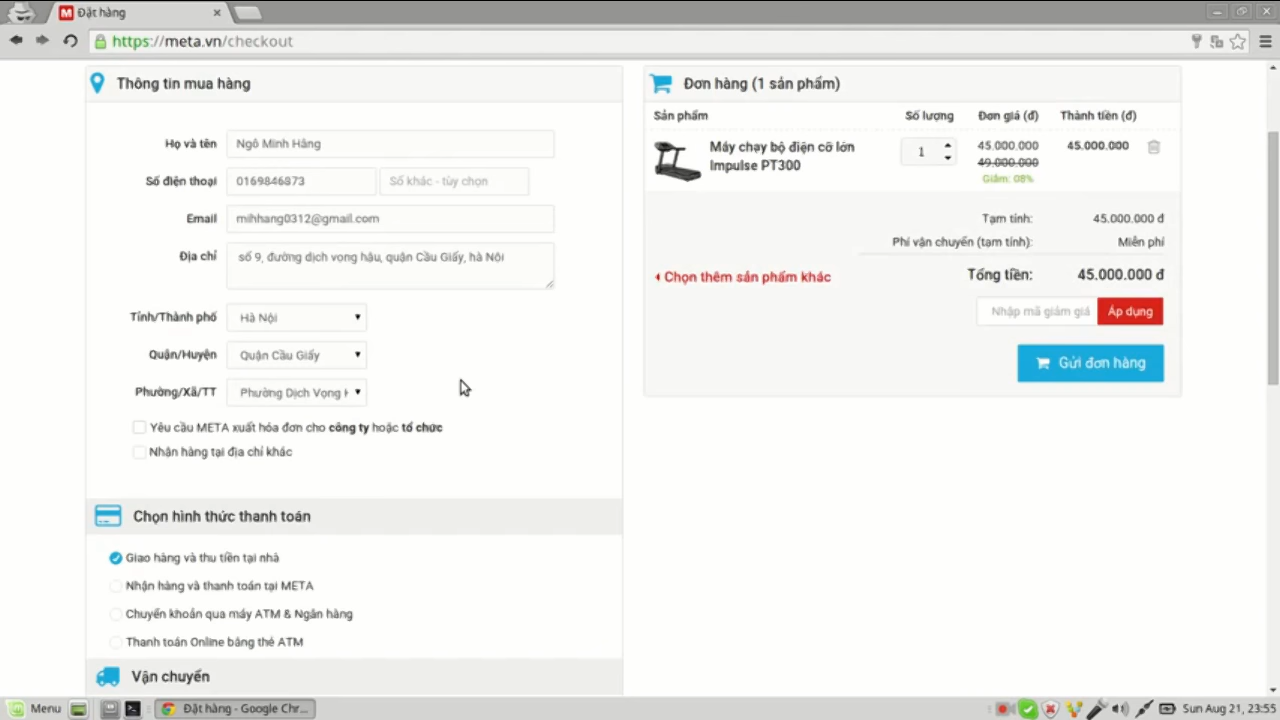 Đặt hàng
https://meta.vn/checkout
Thông tin mua hàng
Họ và tên
Ngô Minh Hằng
Số điện thoại
0169846873
Số khác - tùy chọn
Email
mihhang0312@gmail.com
Địa chỉ
số 9, đường dịch vong hậu, quận Cầu Giấy, hà Nội
Tỉnh/Thành phố
Hà Nội
Quận/Huyện
Quận Cầu Giấy
Phường/Xã/TT
Phường Dịch Vọng H
Yêu cầu META xuất hóa đơn cho công ty hoặc tổ chức
Nhận hàng tại địa chỉ khác
Chọn hình thức thanh toán
Giao hàng và thu tiền tại nhà
Nhận hàng và thanh toán tại META
Chuyển khoản qua máy ATM & Ngân hàng
Thanh toán Online bằng thẻ ATM
Vận chuyển
Đơn hàng (1 sản phẩm)
Sản phẩm Số lượng Đơn giá (đ) Thành tiền (đ)
Máy chạy bộ điện cỡ lớn
Impulse PT300
1
45.000.000
49.000.000
Giảm: 08%
45.000.000
Tạm tính: 45.000.000 đ
Phí vận chuyển (tạm tính): Miễn phí
Chọn thêm sản phẩm khác
Tổng tiền: 45.000.000 đ
Nhập mã giảm giá
Áp dụng
Gửi đơn hàng
Menu
Đặt hàng - Google Chr...
Sun Aug 21, 23:55